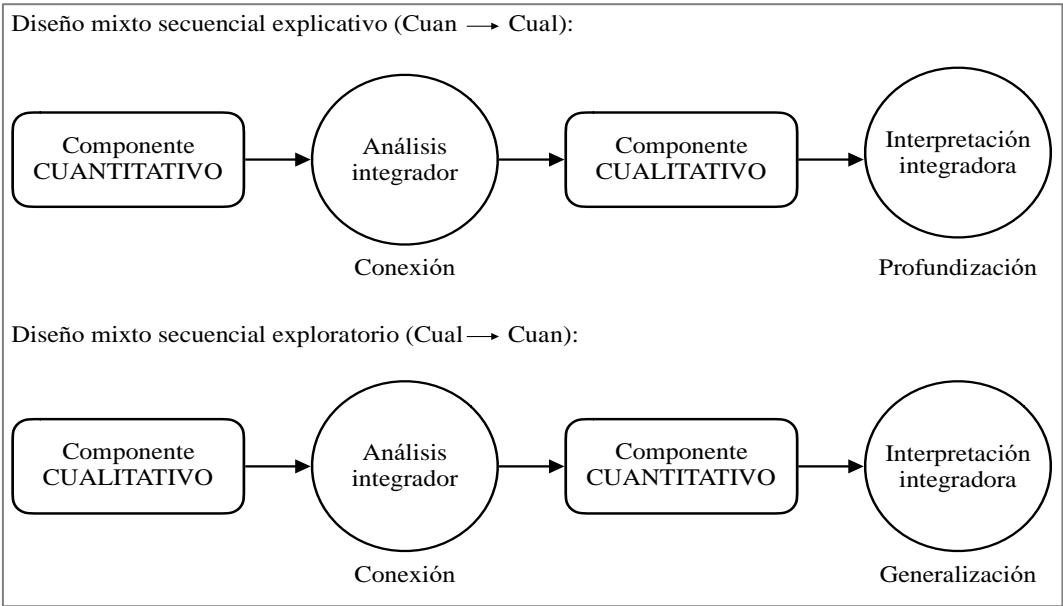 Diseño mixto secuencial explicativo (Cuan → Cual):
Componente
CUANTITATIVO
Análisis
integrador
Componente
CUALITATIVO
Interpretación
integradora
Conexión
Profundización
Diseño mixto secuencial exploratorio (Cual → Cuan):
Componente
CUALITATIVO
Análisis
integrador
Componente
CUANTITATIVO
Interpretación
integradora
Conexión
Generalización